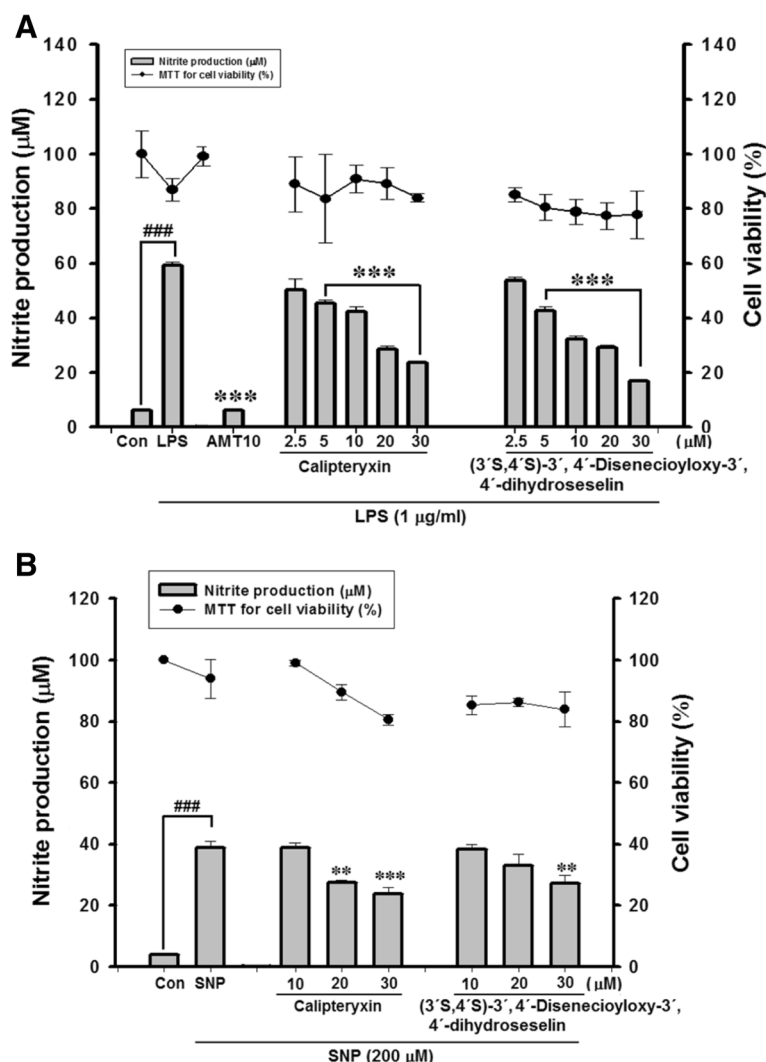 A
Nitrite production (μM)
MTT for cell viability (%)
140
120
100
80
60
40
20
0
Nitrite production (μM)
140
120
100
80
60
40
20
0
Cell viability (%)
###
***
***
***
Con LPS AMT10 2.5 5 10 20 30 2.5 5 10 20 30 (μM)
Calipteryxin
(3´S,4´S)-3´, 4´-Disenecioyloxy-3´,
4´-dihydroseselin
LPS (1 μg/ml)
B
Nitrite production (μM)
MTT for cell viability (%)
120
100
80
60
40
20
0
Nitrite production (μM)
120
100
80
60
40
20
0
Cell viability (%)
###
**
***
**
Con SNP 10 20 30 10 20 30 (μM)
Calipteryxin
(3´S,4´S)-3´, 4´-Disenecioyloxy-3´,
4´-dihydroseselin
SNP (200 μM)